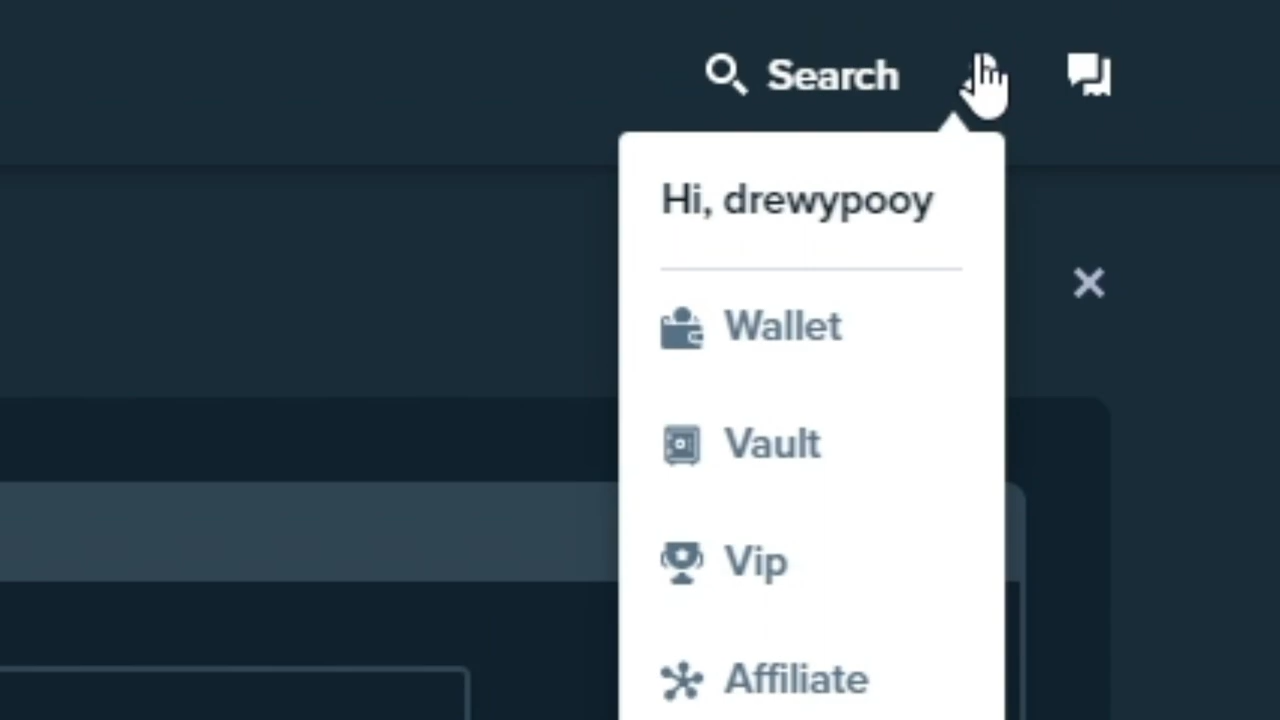 Search
Hi, drewypooy
Wallet
Vault
Vip
Affiliate